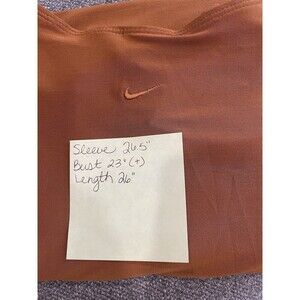 Sleeve 26.5"
Bust 23" (+)
Length 26"